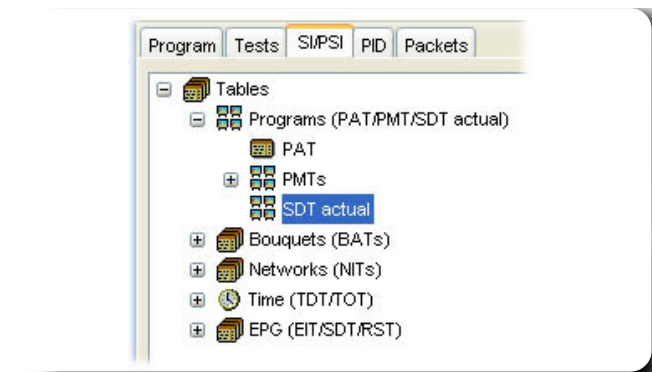 Program Tests SI/PSI PID Packets
Tables
Programs (PAT/PMT/SDT actual)
PAT
PMTs
SDT actual
Bouquets (BATs)
Networks (NITs)
Time (TDT/TOT)
EPG (EIT/SDT/RST)